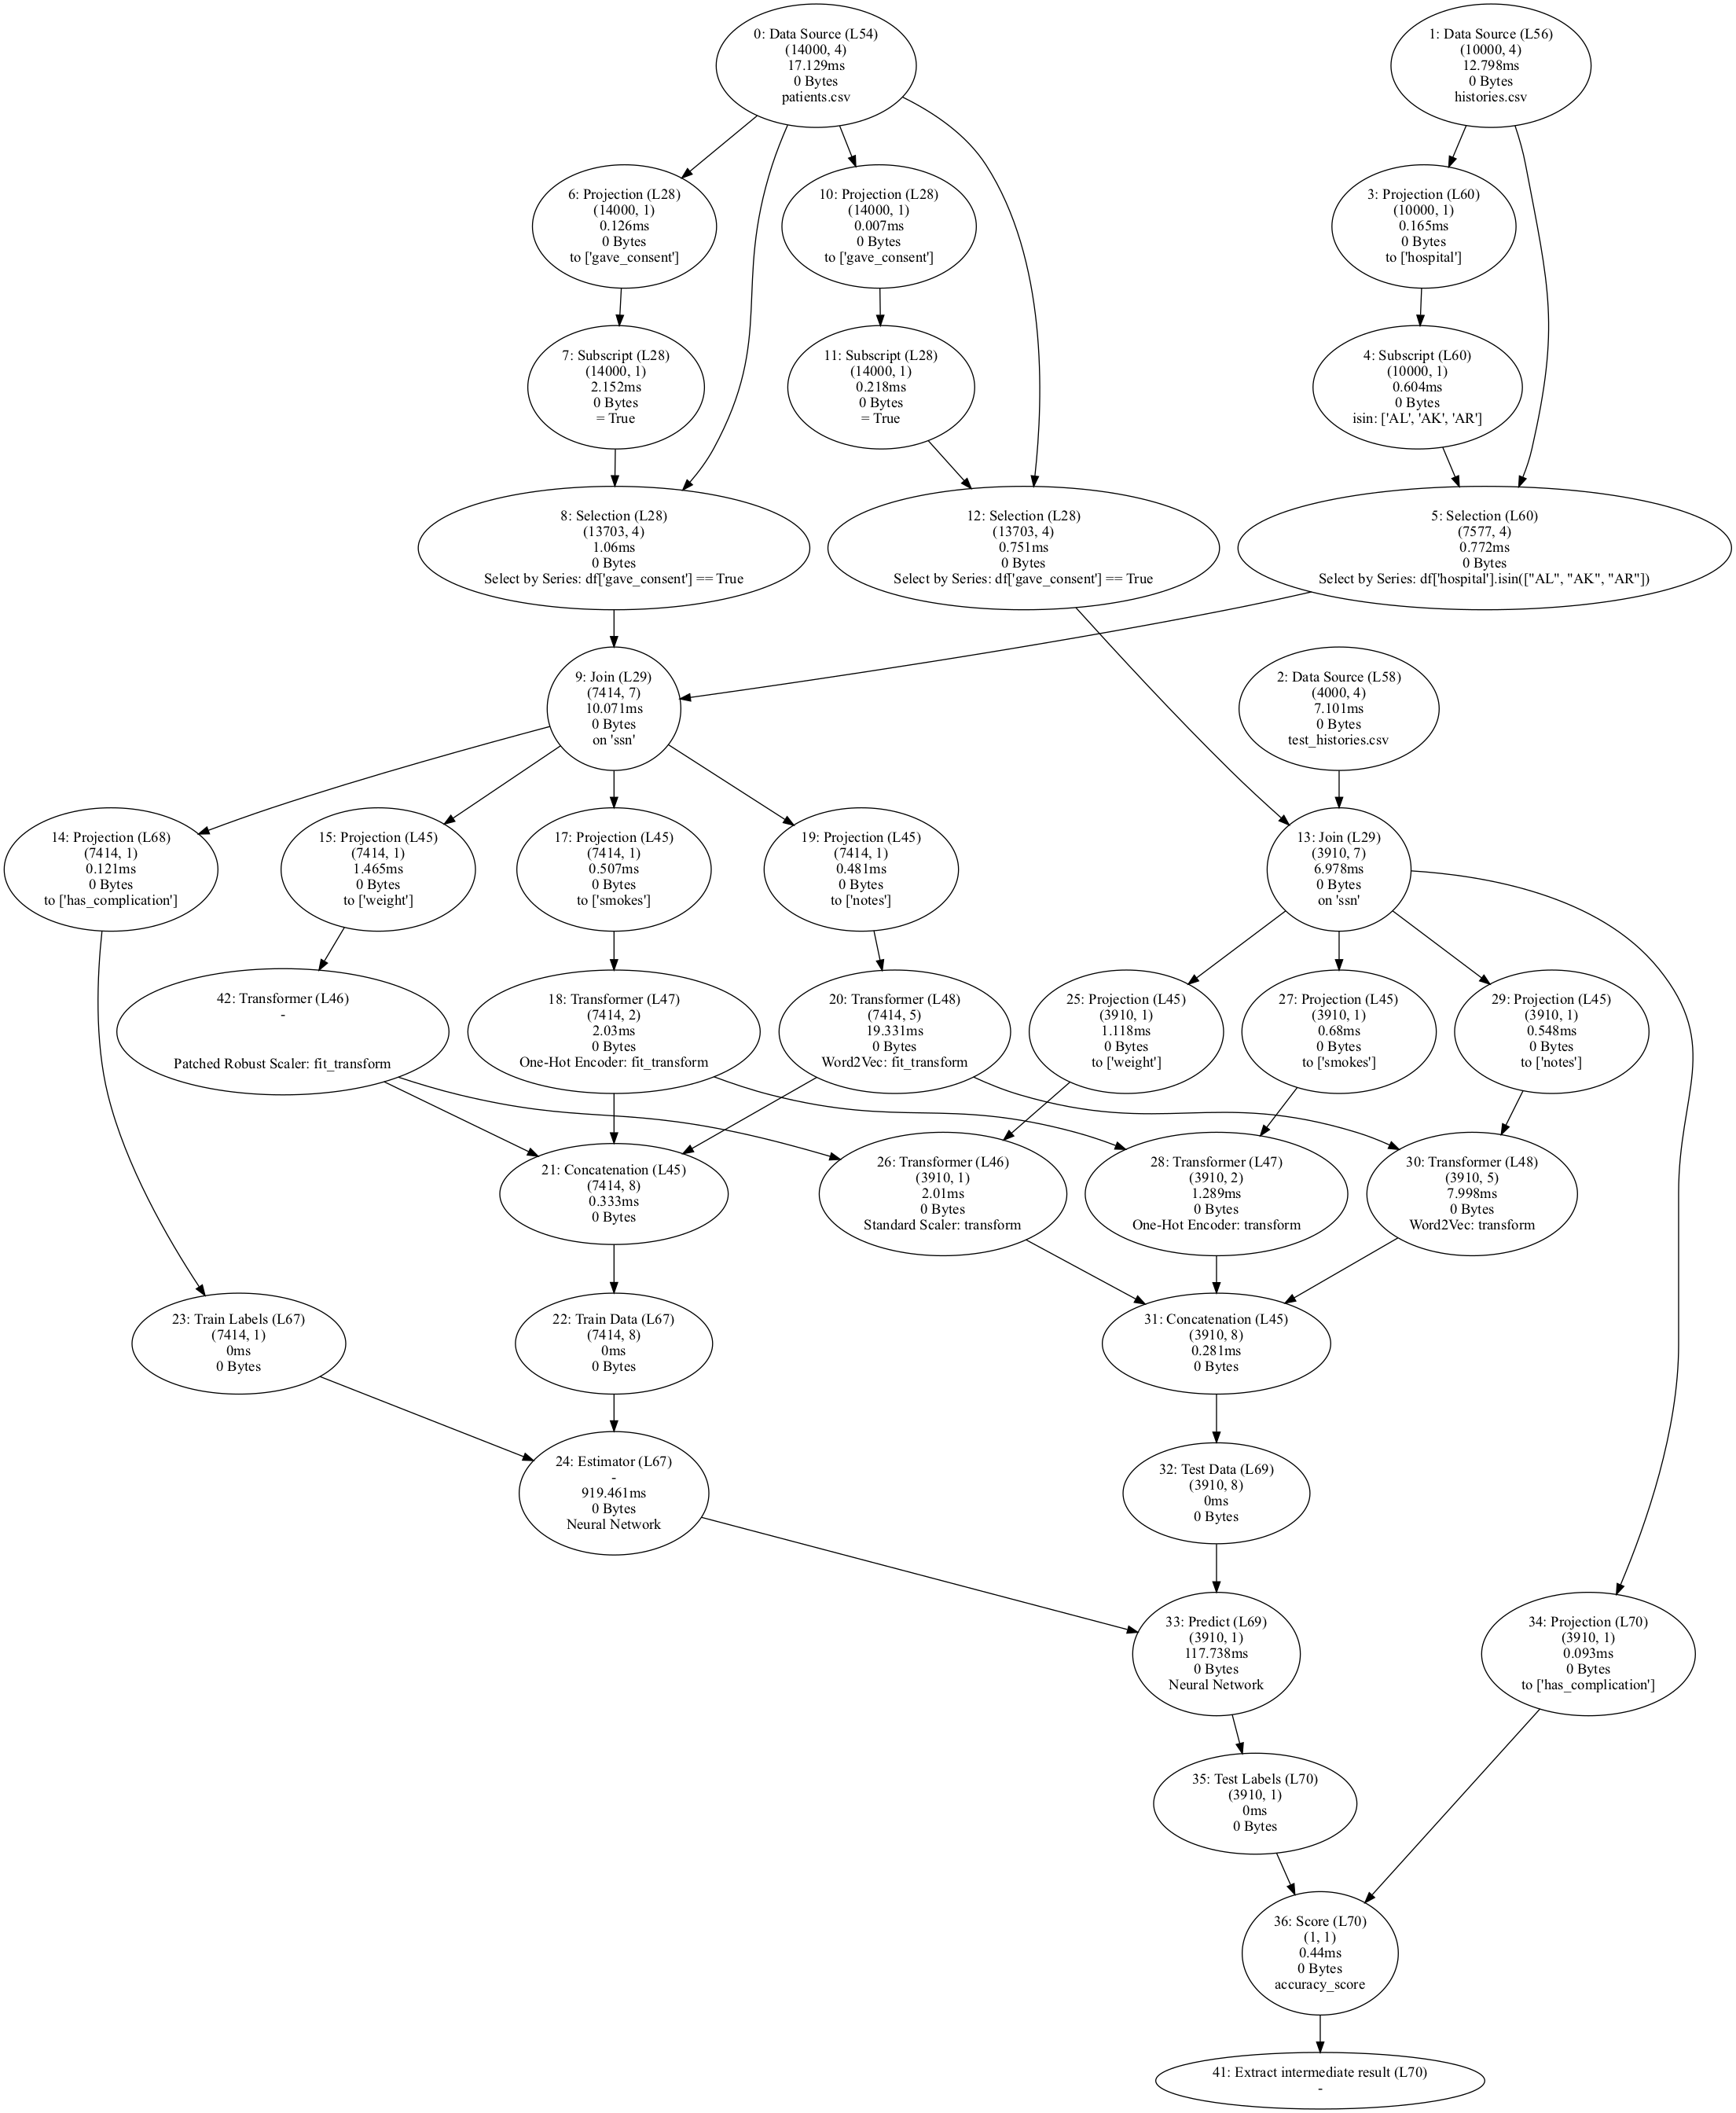 0: Data Source (L54)
(14000, 4)
17.129ms
0 Bytes
patients.csv
1: Data Source (L56)
(10000, 4)
12.798ms
0 Bytes
histories.csv
6: Projection (L28)
(14000, 1)
0.126ms
0 Bytes
to ['gave_consent']
10: Projection (L28)
(14000, 1)
0.007ms
0 Bytes
to ['gave_consent']
3: Projection (L60)
(10000, 1)
0.165ms
0 Bytes
to ['hospital']
7: Subscript (L28)
(14000, 1)
2.152ms
0 Bytes
= True
11: Subscript (L28)
(14000, 1)
0.218ms
0 Bytes
= True
4: Subscript (L60)
(10000, 1)
0.604ms
0 Bytes
isin: ['AL', 'AK', 'AR']
8: Selection (L28)
(13703, 4)
1.06ms
0 Bytes
Select by Series: df['gave_consent'] == True
12: Selection (L28)
(13703, 4)
0.751ms
0 Bytes
Select by Series: df['gave_consent'] == True
5: Selection (L60)
(7577, 4)
0.772ms
0 Bytes
Select by Series: df['hospital'].isin(["AL", "AK", "AR"])
9: Join (L29)
(7414, 7)
10.071ms
0 Bytes
on 'ssn'
2: Data Source (L58)
(4000, 4)
7.101ms
0 Bytes
test_histories.csv
14: Projection (L68)
(7414, 1)
0.121ms
0 Bytes
to ['has_complication']
15: Projection (L45)
(7414, 1)
1.465ms
0 Bytes
to ['weight']
17: Projection (L45)
(7414, 1)
0.507ms
0 Bytes
to ['smokes']
19: Projection (L45)
(7414, 1)
0.481ms
0 Bytes
to ['notes']
13: Join (L29)
(3910, 7)
6.978ms
0 Bytes
on 'ssn'
42: Transformer (L46)
-
Patched Robust Scaler: fit_transform
18: Transformer (L47)
(7414, 2)
2.03ms
0 Bytes
One-Hot Encoder: fit_transform
20: Transformer (L48)
(7414, 5)
19.331ms
0 Bytes
Word2Vec: fit_transform
25: Projection (L45)
(3910, 1)
1.118ms
0 Bytes
to ['weight']
27: Projection (L45)
(3910, 1)
0.68ms
0 Bytes
to ['smokes']
29: Projection (L45)
(3910, 1)
0.548ms
0 Bytes
to ['notes']
21: Concatenation (L45)
(7414, 8)
0.333ms
0 Bytes
26: Transformer (L46)
(3910, 1)
2.01ms
0 Bytes
Standard Scaler: transform
28: Transformer (L47)
(3910, 2)
1.289ms
0 Bytes
One-Hot Encoder: transform
30: Transformer (L48)
(3910, 5)
7.998ms
0 Bytes
Word2Vec: transform
23: Train Labels (L67)
(7414, 1)
0ms
0 Bytes
22: Train Data (L67)
(7414, 8)
0ms
0 Bytes
31: Concatenation (L45)
(3910, 8)
0.281ms
0 Bytes
24: Estimator (L67)
-
919.461ms
0 Bytes
Neural Network
32: Test Data (L69)
(3910, 8)
0ms
0 Bytes
33: Predict (L69)
(3910, 1)
117.738ms
0 Bytes
Neural Network
34: Projection (L70)
(3910, 1)
0.093ms
0 Bytes
to ['has_complication']
35: Test Labels (L70)
(3910, 1)
0ms
0 Bytes
36: Score (L70)
(1, 1)
0.44ms
0 Bytes
accuracy_score
41: Extract intermediate result (L70)
-